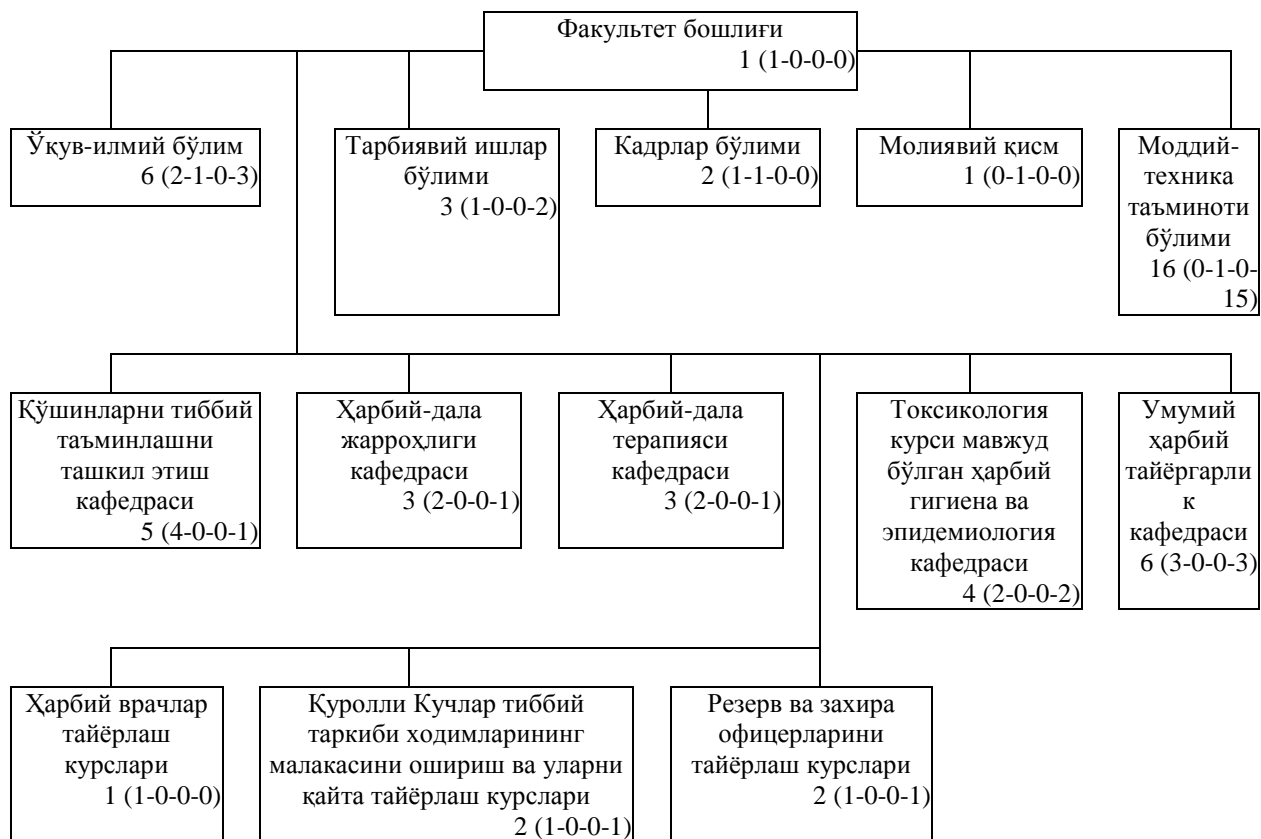 Факультет бошлиғи
1 (1-0-0-0)
Ўқув-илмий бўлим
6 (2-1-0-3)
Тарбиявий ишлар
бўлими
3 (1-0-0-2)
Кадрлар бўлими
2 (1-1-0-0)
Молиявий қисм
1 (0-1-0-0)
Моддий-
техника
таъминоти
бўлими
16 (0-1-0-
15)
Қўшинларни тиббий
таъминлашни
ташкил этиш
кафедраси
5 (4-0-0-1)
Ҳарбий-дала
жарроҳлиги
кафедраси
3 (2-0-0-1)
Ҳарбий-дала
терапияси
кафедраси
3 (2-0-0-1)
Токсикология
курси мавжуд
бўлган ҳарбий
гигиена ва
эпидемиология
кафедраси
4 (2-0-0-2)
Умумий
ҳарбий
тайёргарли
к
кафедраси
6 (3-0-0-3)
Ҳарбий врачлар
тайёрлаш
курслари
1 (1-0-0-0)
Қуролли Кучлар тиббий
таркиби ходимларининг
малакасини ошириш ва уларни
қайта тайёрлаш курслари
2 (1-0-0-1)
Резерв ва захира
офицерларини
тайёрлаш курслари
2 (1-0-0-1)